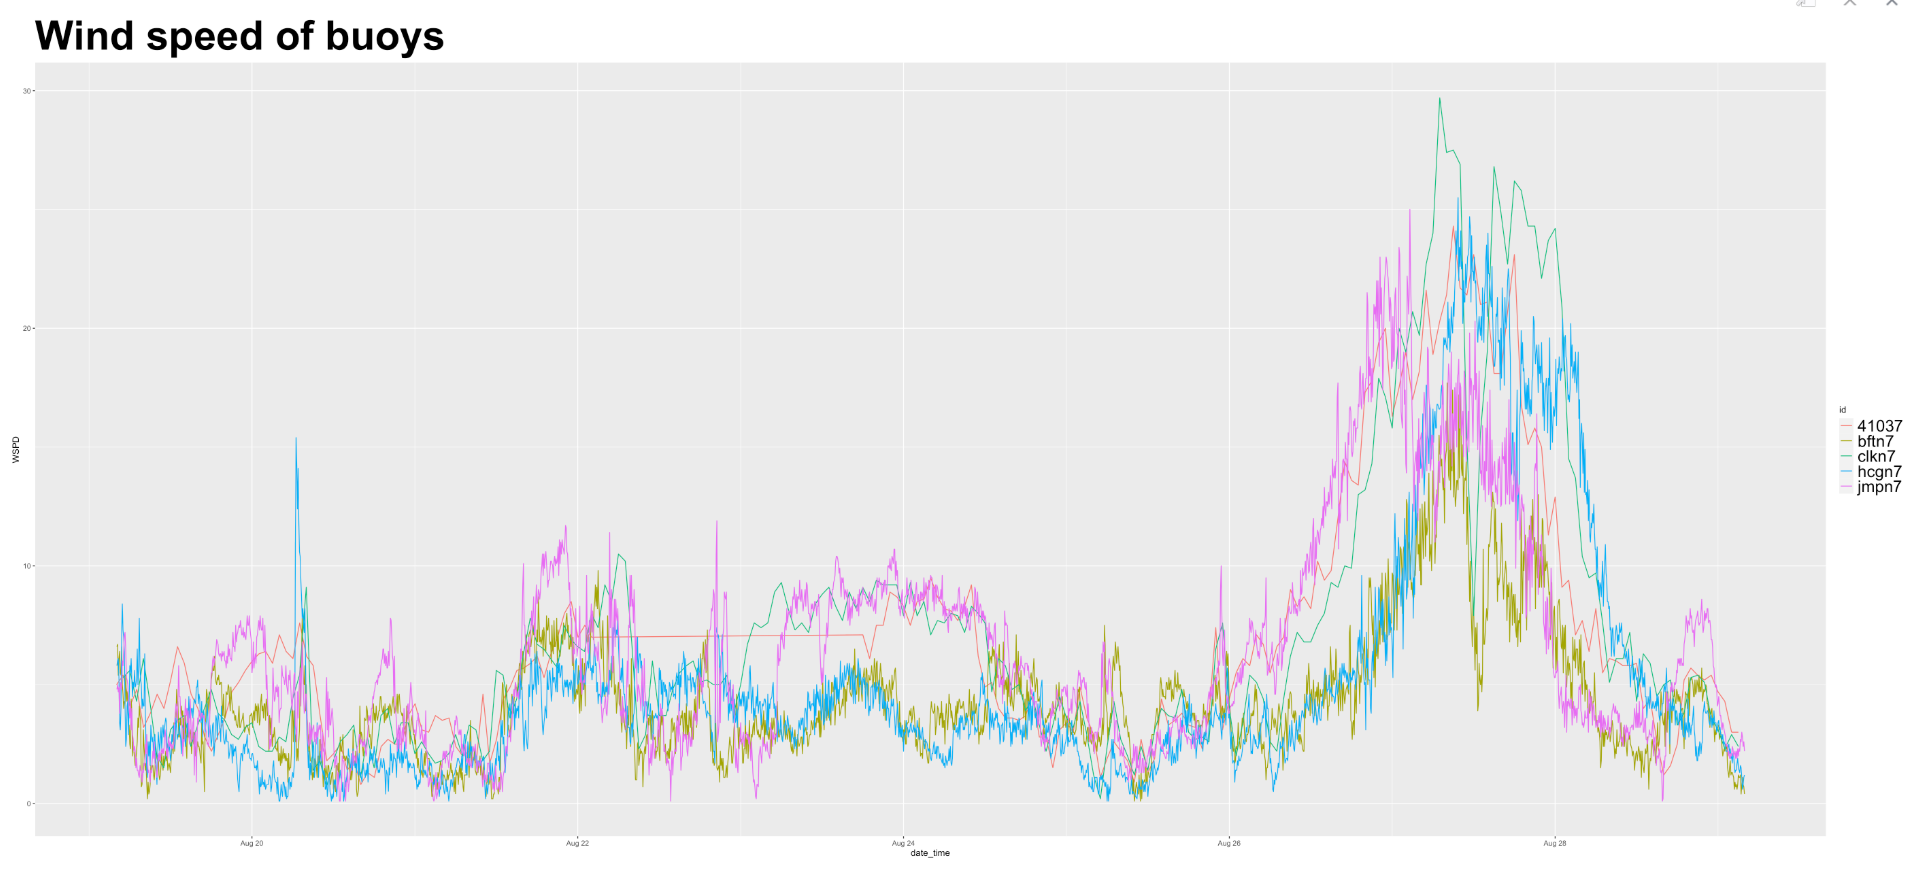 Wind speed of buoys
30
20
10
0
WSPD
Aug 20
Aug 22
Aug 24
Aug 26
Aug 28
date_time
id
41037
bftn7
clkn7
hcgn7
jmpn7